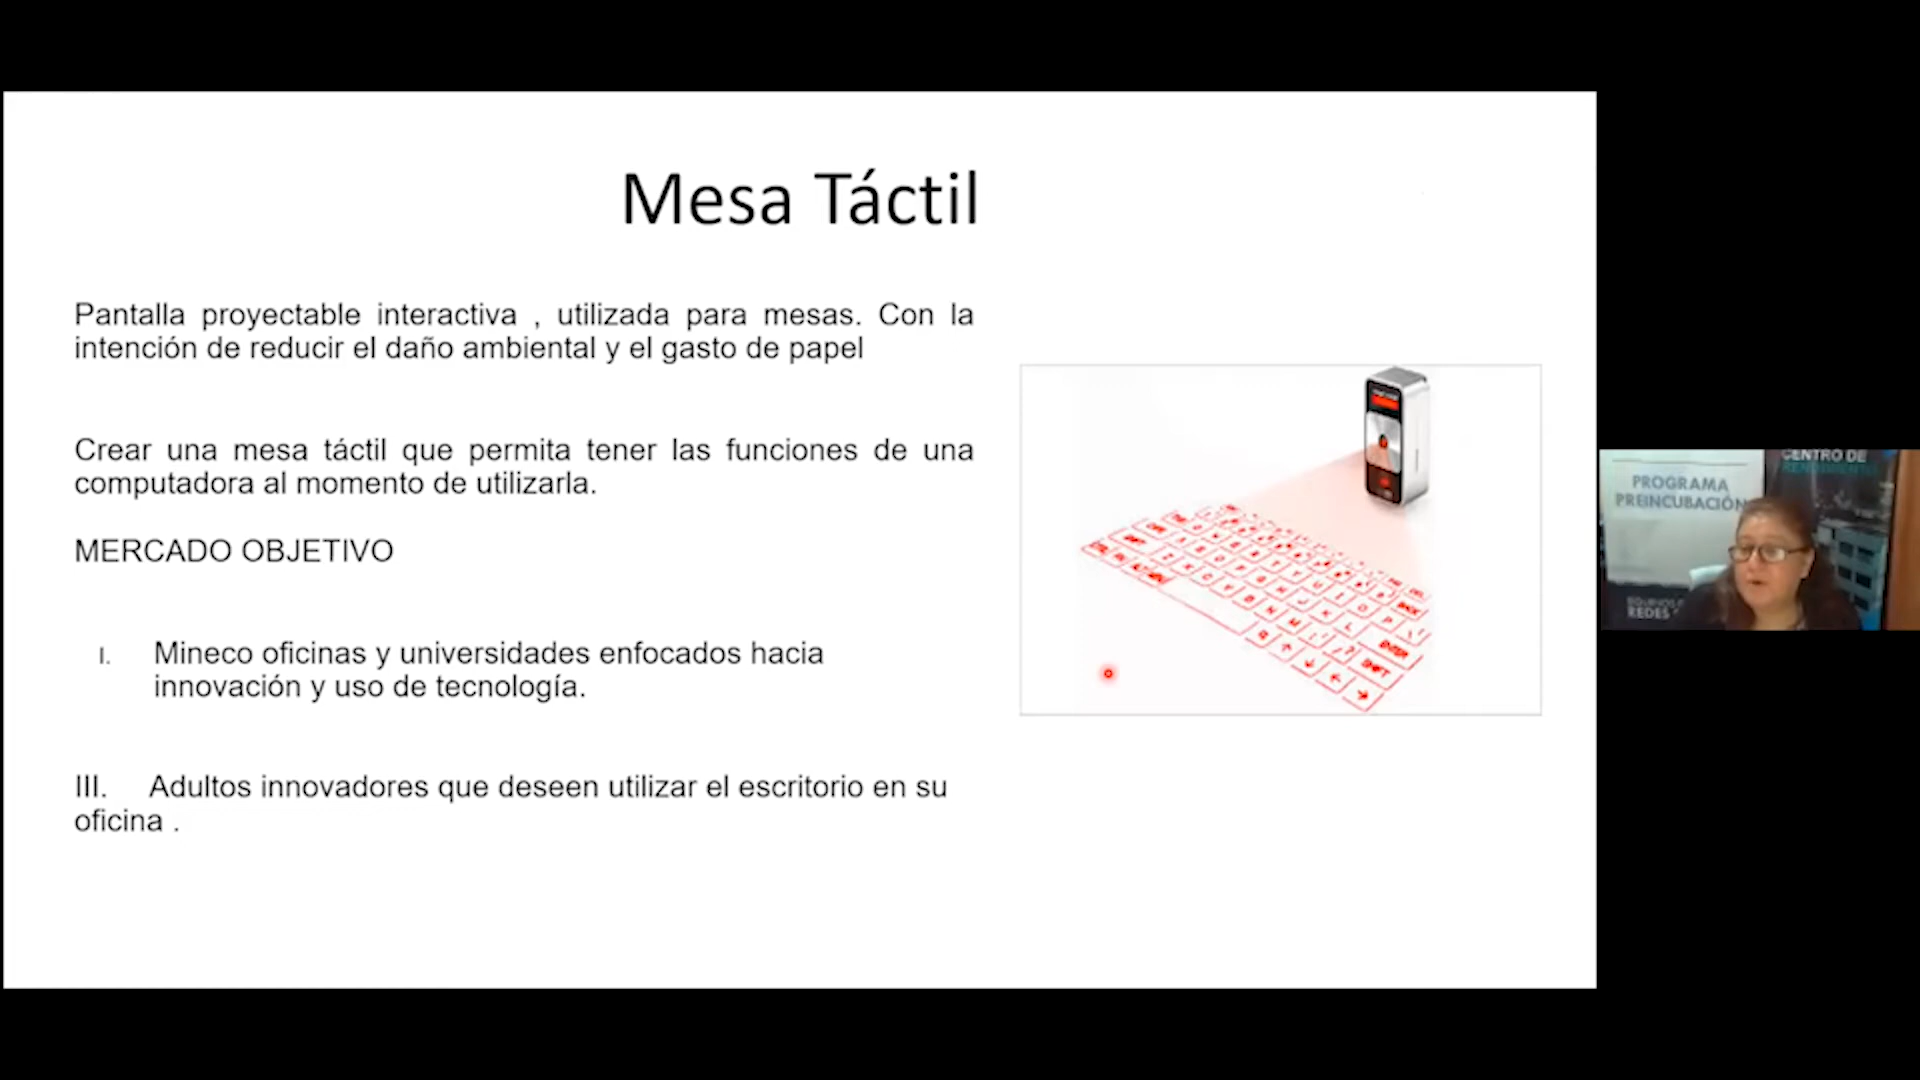 Mesa Táctil
Pantalla proyectable interactiva , utilizada para mesas. Con la
intención de reducir el daño ambiental y el gasto de papel
Crear una mesa táctil que permita tener las funciones de una
computadora al momento de utilizarla.
MERCADO OBJETIVO
I. Mineco oficinas y universidades enfocados hacia
innovación y uso de tecnología.
III. Adultos innovadores que deseen utilizar el escritorio en su
oficina .
ENTER
SHIFT
CENTRO DE
PROGRAMA
PREINCUBACIÓN
REDES